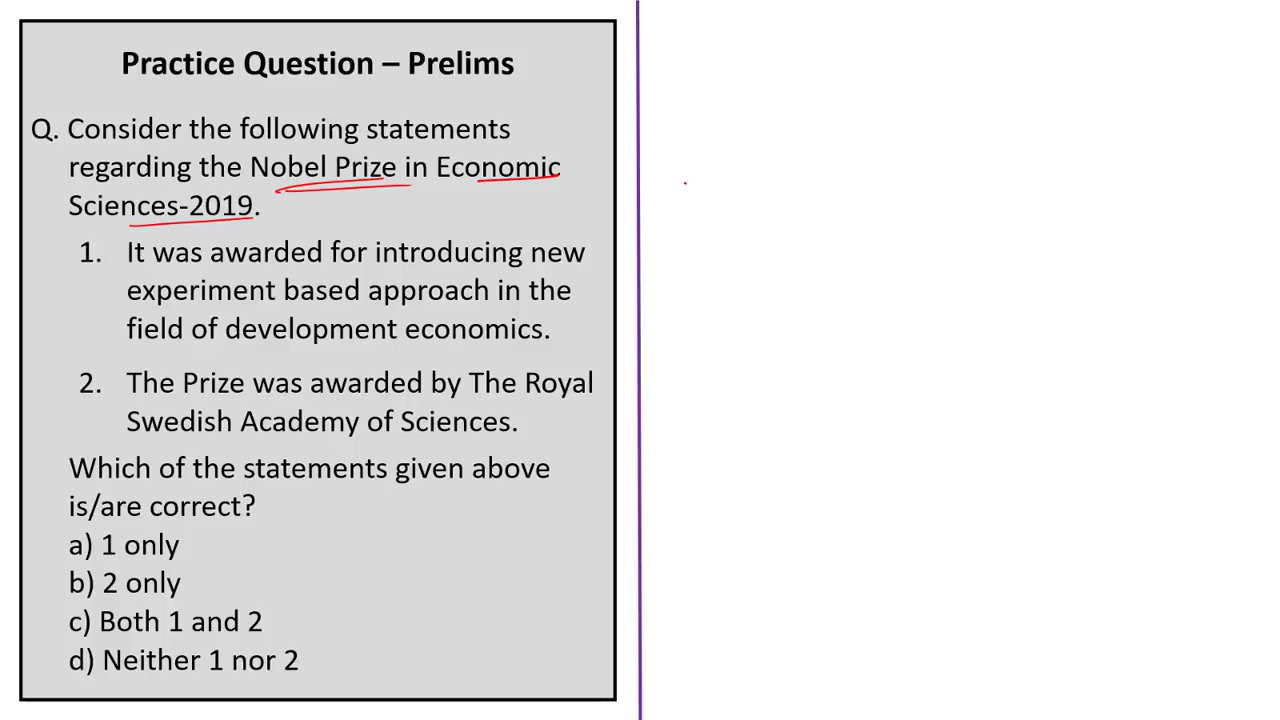 Practice Question – Prelims
Q. Consider the following statements
regarding the Nobel Prize in Economic
Sciences-2019.
1. It was awarded for introducing new
experiment based approach in the
field of development economics.
2. The Prize was awarded by The Royal
Swedish Academy of Sciences.
Which of the statements given above
is/are correct?
a) 1 only
b) 2 only
c) Both 1 and 2
d) Neither 1 nor 2